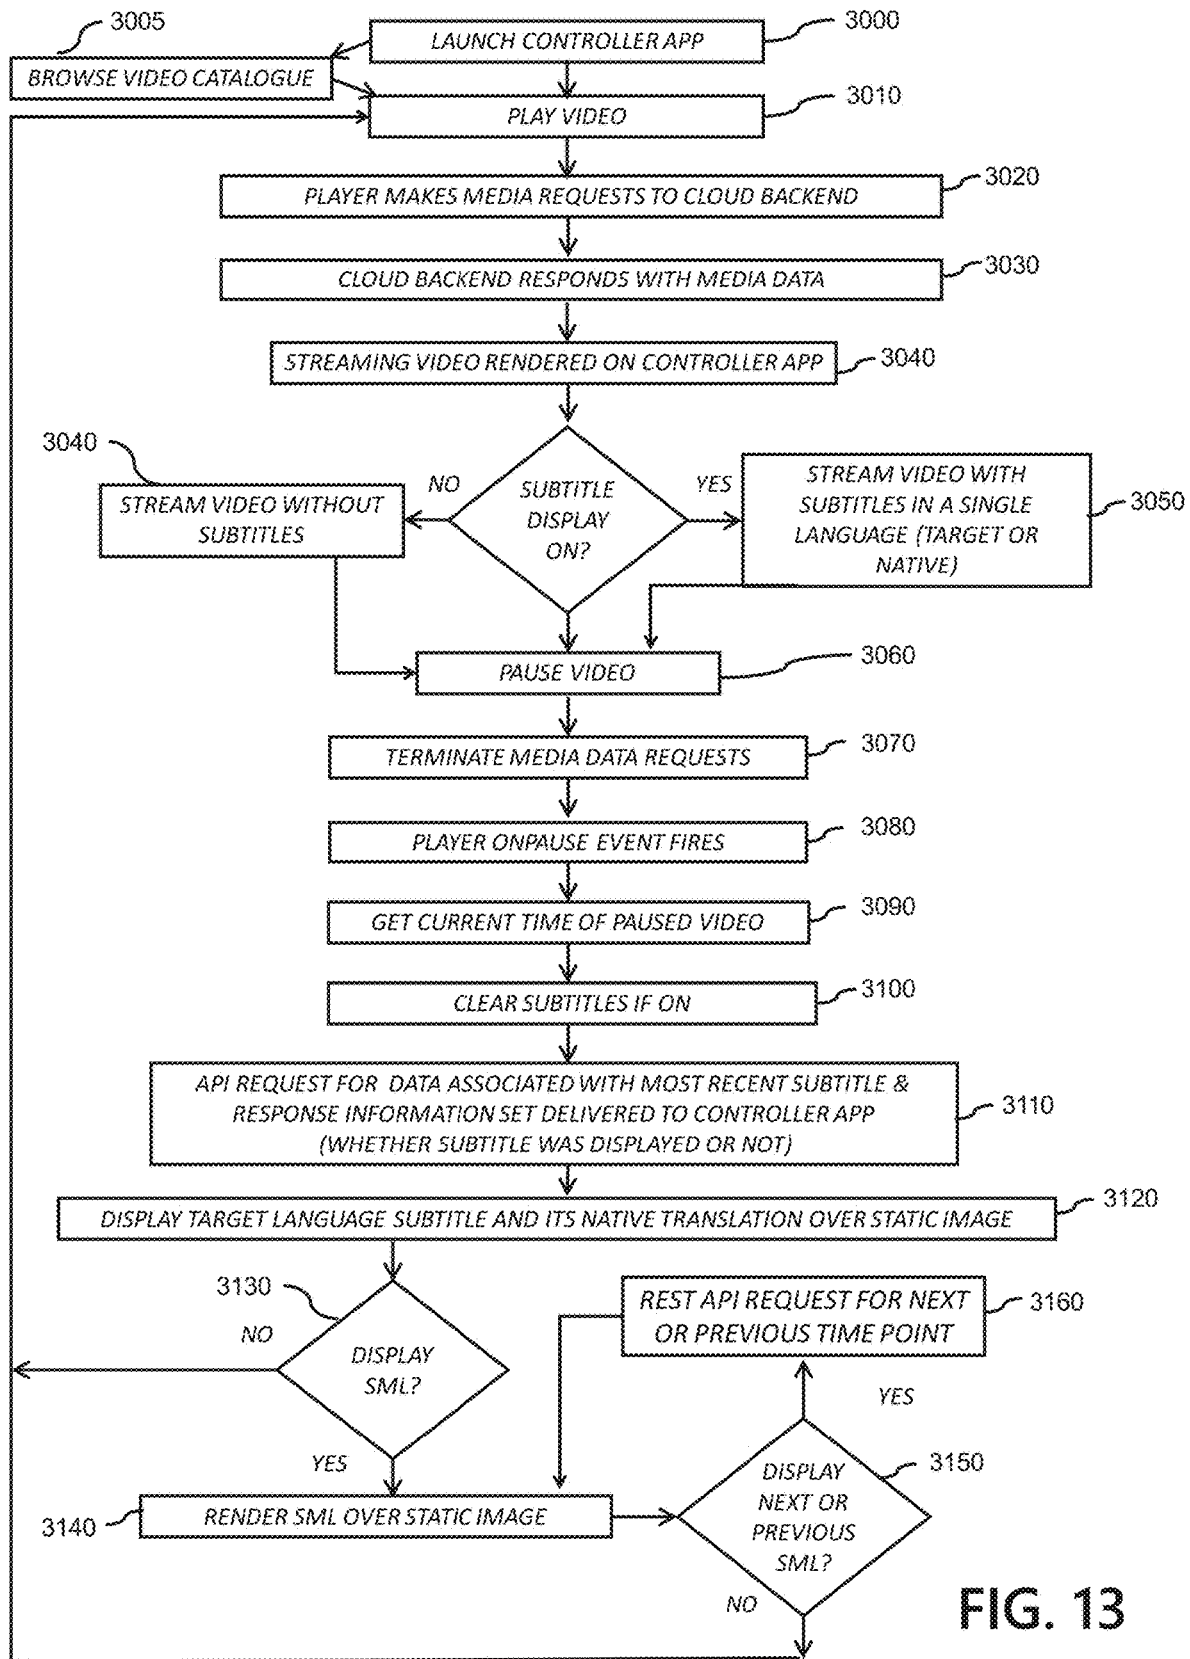 3005
3000
LAUNCH CONTROLLER APP
BROWSE VIDEO CATALOGUE
3010
PLAY VIDEO
3020
PLAYER MAKES MEDIA REQUESTS TO CLOUD BACKEND
3030
CLOUD BACKEND RESPONDS WITH MEDIA DATA
3040
STREAMING VIDEO RENDERED ON CONTROLLER APP
3040
STREAM VIDEO WITHOUT
SUBTITLES
NO
SUBTITLE
DISPLAY
ON?
YES
STREAM VIDEO WITH
SUBTITLES IN A SINGLE
LANGUAGE (TARGET OR
NATIVE)
3050
3060
PAUSE VIDEO
3070
TERMINATE MEDIA DATA REQUESTS
3080
PLAYER ONPAUSE EVENT FIRES
3090
GET CURRENT TIME OF PAUSED VIDEO
3100
CLEAR SUBTITLES IF ON
API REQUEST FOR DATA ASSOCIATED WITH MOST RECENT SUBTITLE &
RESPONSE INFORMATION SET DELIVERED TO CONTROLLER APP
(WHETHER SUBTITLE WAS DISPLAYED OR NOT)
3110
3120
DISPLAY TARGET LANGUAGE SUBTITLE AND ITS NATIVE TRANSLATION OVER STATIC IMAGE
3130
NO
DISPLAY
SML?
YES
REST API REQUEST FOR NEXT
OR PREVIOUS TIME POINT
3160
YES
3140
RENDER SML OVER STATIC IMAGE
3150
DISPLAY
NEXT OR
PREVIOUS
SML?
NO
FIG. 13